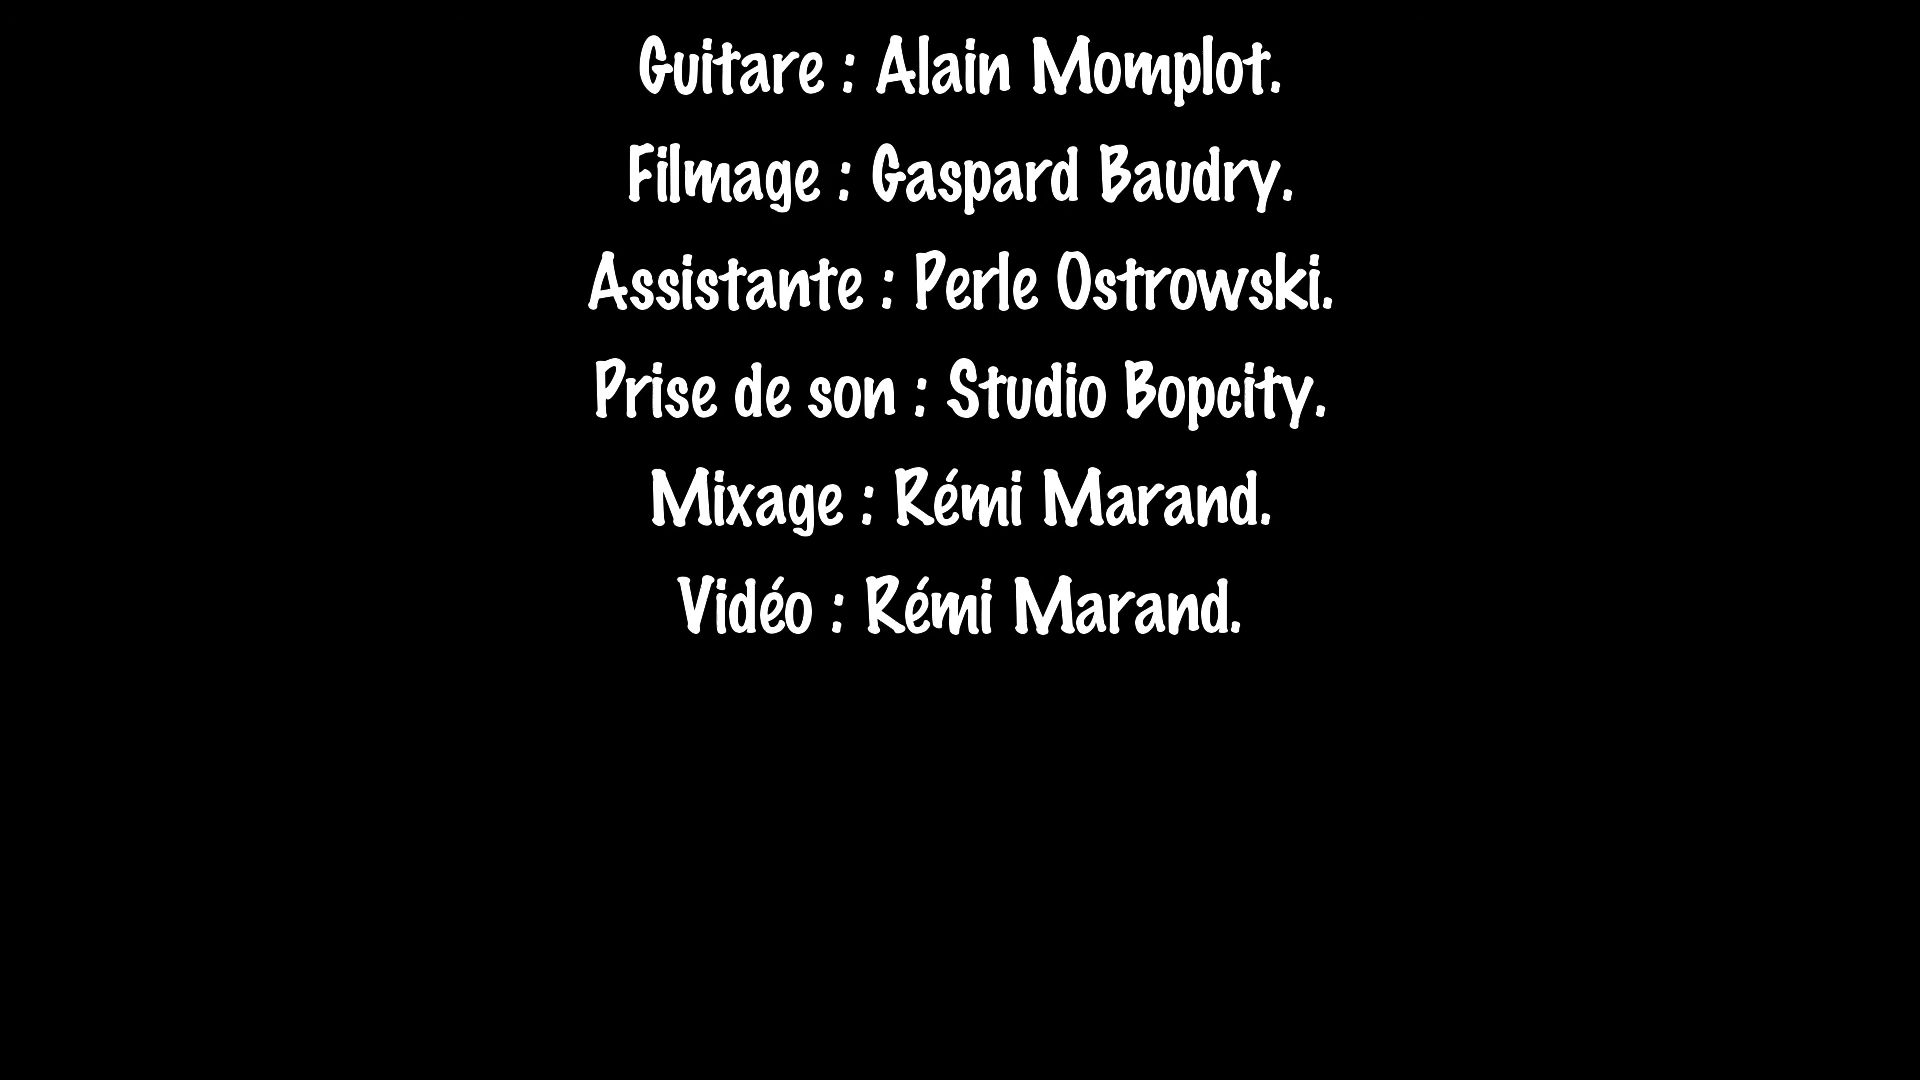 Guitare : Alain Momplot.
Filmage : Gaspard Baudry.
Assistante : Perle Ostrowski.
Prise de son : Studio Bopcity.
Mixage : Rémi Marand.
Vidéo : Rémi Marand.